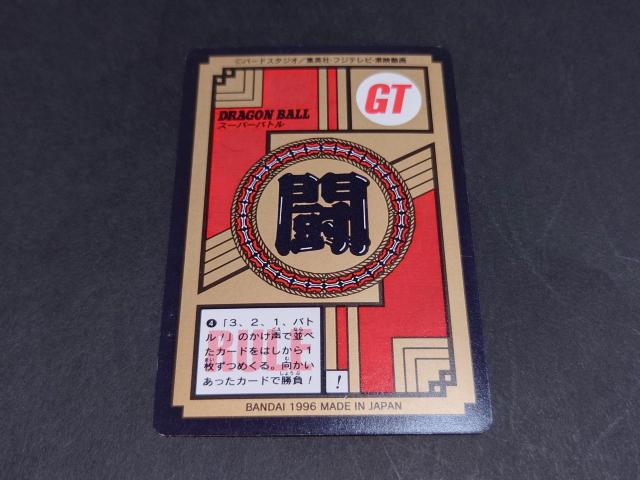 ©バードスタジオ／集英社・フジテレビ・東映動画
GT
DRAGON BALL
スーパーバトル
闘
RULE
❹「3、2、1、バト
ル！」のかけ声で並べ
たカードをはしから1
枚ずつめくる。向かい
あったカードで勝負！
!
BANDAI 1996 MADE IN JAPAN